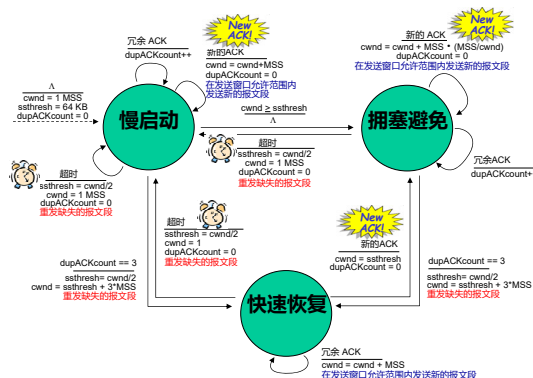 冗余 ACK
dupACKcount++
New
ACK!
新的ACK
cwnd = cwnd+MSS
dupACKcount = 0
在发送窗口允许范围内
发送新的报文段
New
ACK!
新的 ACK
cwnd = cwnd + MSS • (MSS/cwnd)
dupACKcount = 0
在发送窗口允许范围内发送新的报文段
Λ
cwnd = 1 MSS
ssthresh = 64 KB
dupACKcount = 0
慢启动
cwnd ≥ ssthresh
Λ
拥塞避免
超时
ssthresh = cwnd/2
cwnd = 1 MSS
dupACKcount = 0
重发缺失的报文段
超时
ssthresh = cwnd/2
cwnd = 1 MSS
dupACKcount = 0
重发缺失的报文段
冗余ACK
dupACKcount+
超时
ssthresh = cwnd/2
cwnd = 1
dupACKcount = 0
重发缺失的报文段
New
ACK!
新的ACK
cwnd = ssthresh
dupACKcount = 0
dupACKcount == 3
ssthresh= cwnd/2
cwnd = ssthresh + 3*MSS
重发缺失的报文段
dupACKcount == 3
ssthresh= cwnd/2
cwnd = ssthresh + 3*MSS
重发缺失的报文段
快速恢复
冗余 ACK
cwnd = cwnd + MSS
在发送窗口允许范围内发送新的报文段